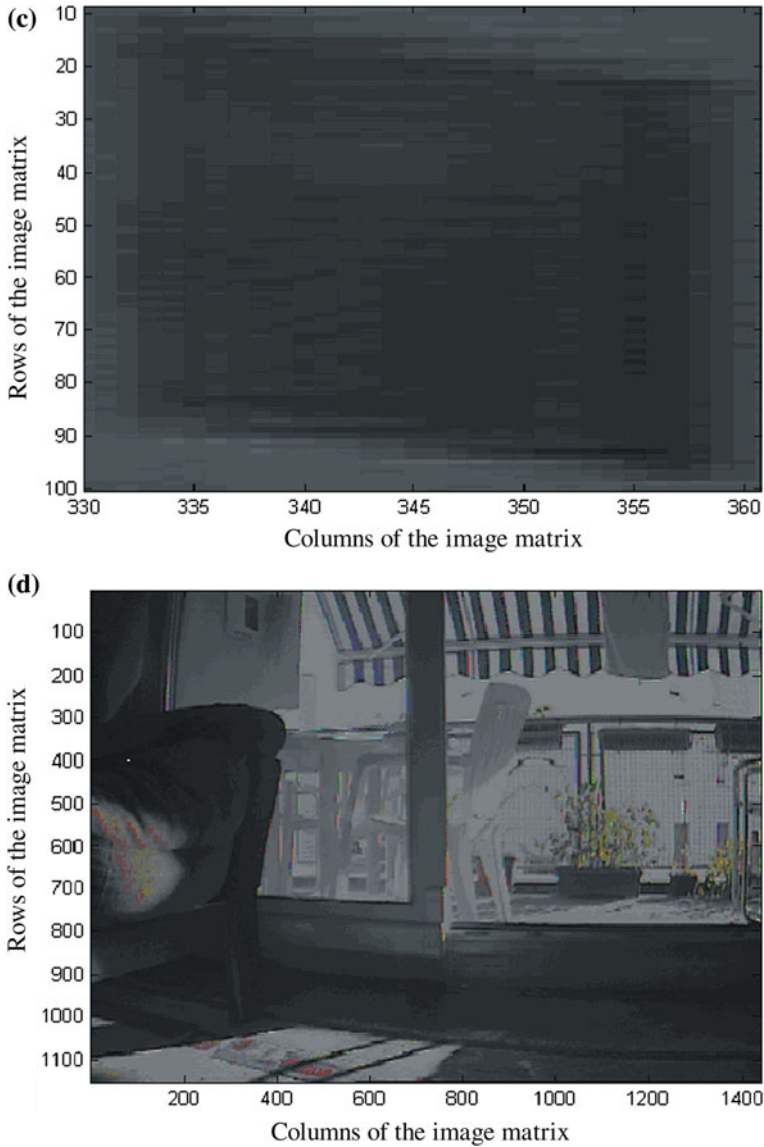 (c)
10
20
30
40
50
60
70
80
90
100
330 335 340 345 350 355 360
Rows of the image matrix
Columns of the image matrix
(d)
100
200
300
400
500
600
700
800
900
1000
1100
200 400 600 800 1000 1200 1400
Rows of the image matrix
Columns of the image matrix